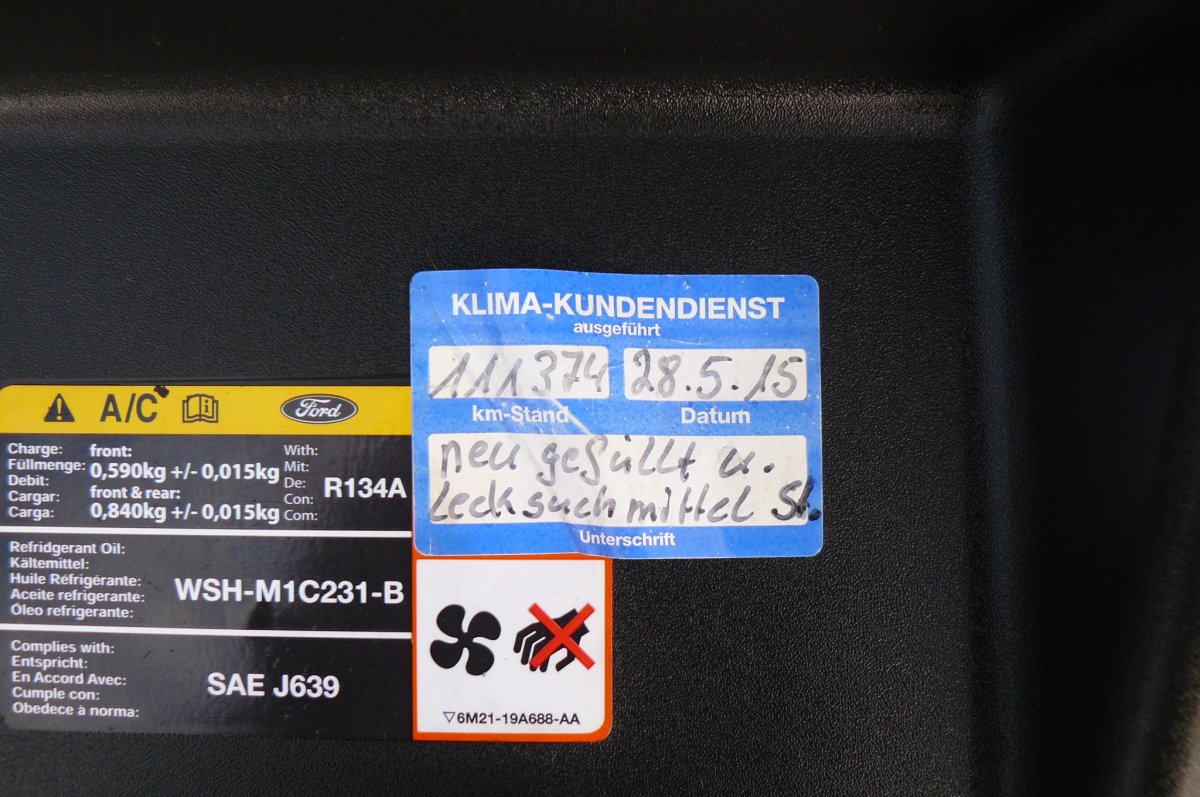 KLIMA-KUNDENDIENST
ausgeführt
111374 28.5.15
km-Stand Datum
neu gefüllt u.
Lecksuchmittel St.
Unterschrift
A/C Ford
Charge:
Füllmenge:
Debit:
Cargar:
Carga:
front:
0,590kg +/- 0,015kg
front & rear:
0,840kg +/- 0,015kg
With:
Mit:
De:
Con:
Com:
R134A
Refridgerant Oil:
Kältemittel:
Huile Réfrigérante:
Aceite refrigerante:
Óleo refrigerante:
WSH-M1C231-B
Complies with:
Entspricht:
En Accord Avec:
Cumple con:
Obedece à norma:
SAE J639
6M21-19A688-AA